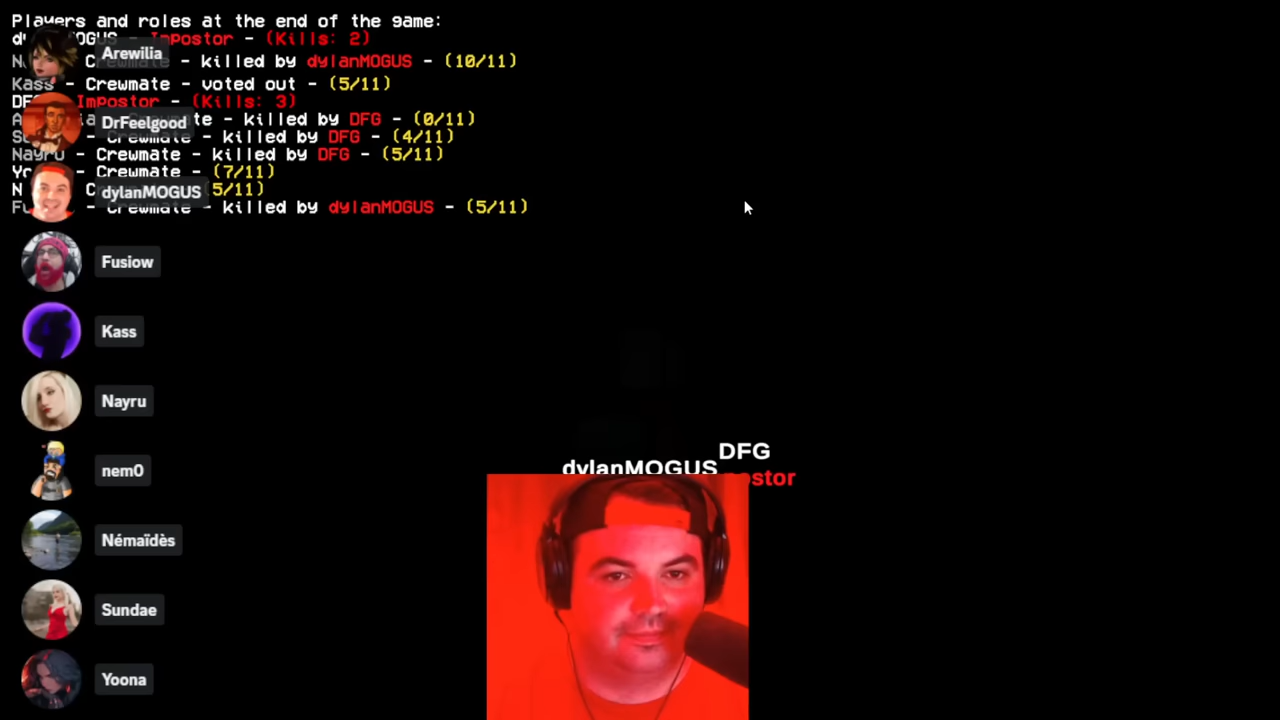 Players and roles at the end of the game:
Impostor - (Kills: 2)
- killed by dylanMOGUS - (10/11)
Kass - Crewmate - voted out - (5/11)
Impostor - (Kills: 3)
- killed by DFG - (0/11)
- Crewmate - killed by DFG - (4/11)
Nayru - Crewmate - killed by DFG - (5/11)
- Crewmate - (7/11)
5/11)
- Crewmate - killed by dylanMOGUS - (5/11)
Arewilia
DrFeelgood
dylanMOGUS
Fusiow
Kass
Nayru
nem0
Némaïdès
Sundae
Yoona
DFG
dylanMOGUS